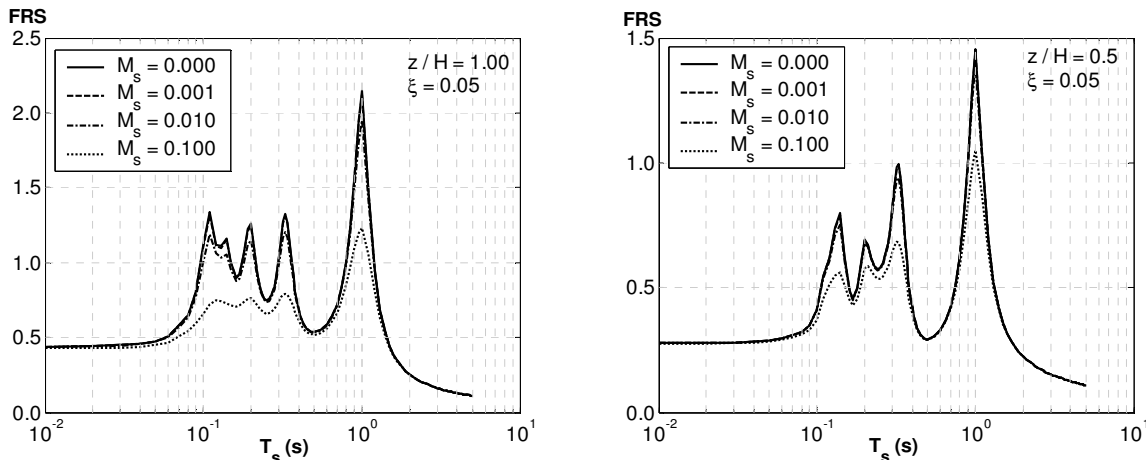 FRS
2.5
2.0
1.5
1.0
0.5
0.0
M_s = 0.000
M_s = 0.001
M_s = 0.010
M_s = 0.100
z / H = 1.00
ξ = 0.05
10^-2
10^-1
10^0
10^1
T_s (s)
FRS
1.5
1.0
0.5
0.0
M_s = 0.000
M_s = 0.001
M_s = 0.010
M_s = 0.100
z / H = 0.5
ξ = 0.05
10^-2
10^-1
10^0
10^1
T_s (s)